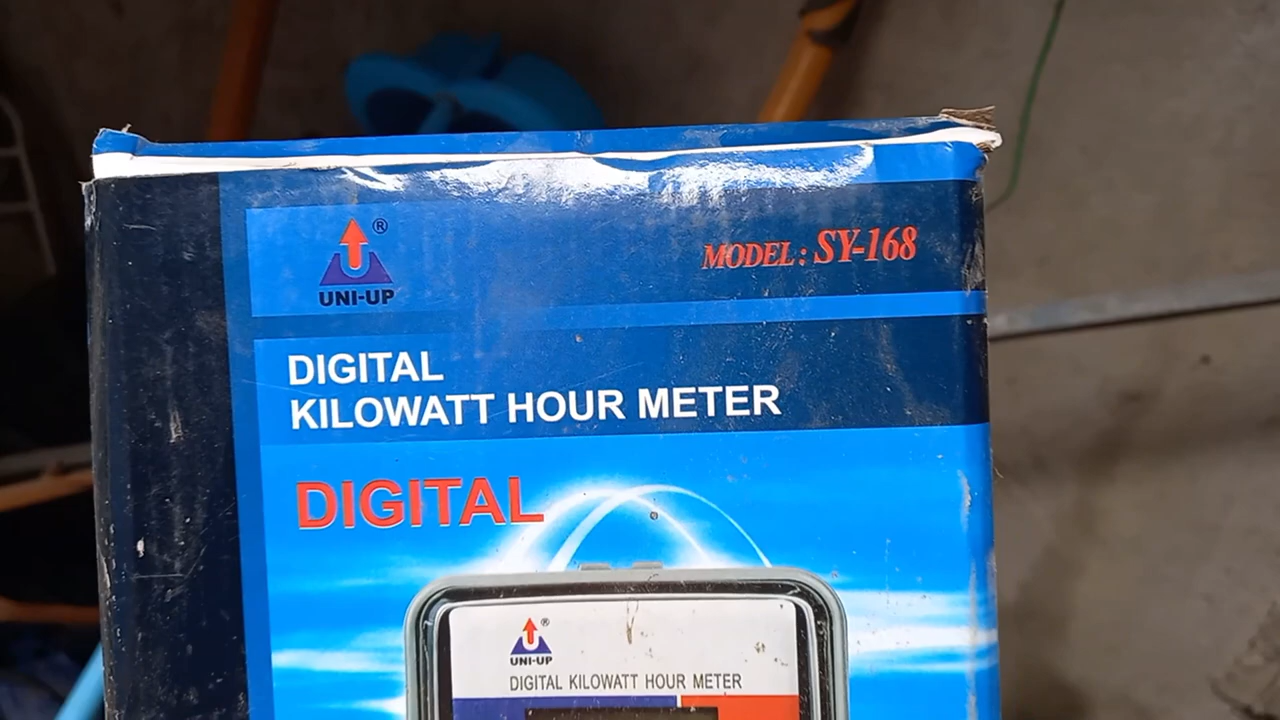 ®
UNI-UP
MODEL: SY-168
DIGITAL
KILOWATT HOUR METER
DIGITAL
®
UNI-UP
DIGITAL KILOWATT HOUR METER